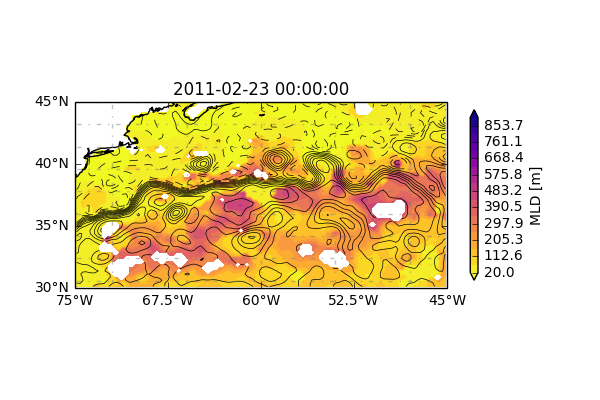 2011-02-23 00:00:00
45°N
40°N
35°N
30°N
75°W
67.5°W
60°W
52.5°W
45°W
853.7
761.1
668.4
575.8
483.2
390.5
297.9
205.3
112.6
20.0
MLD [m]